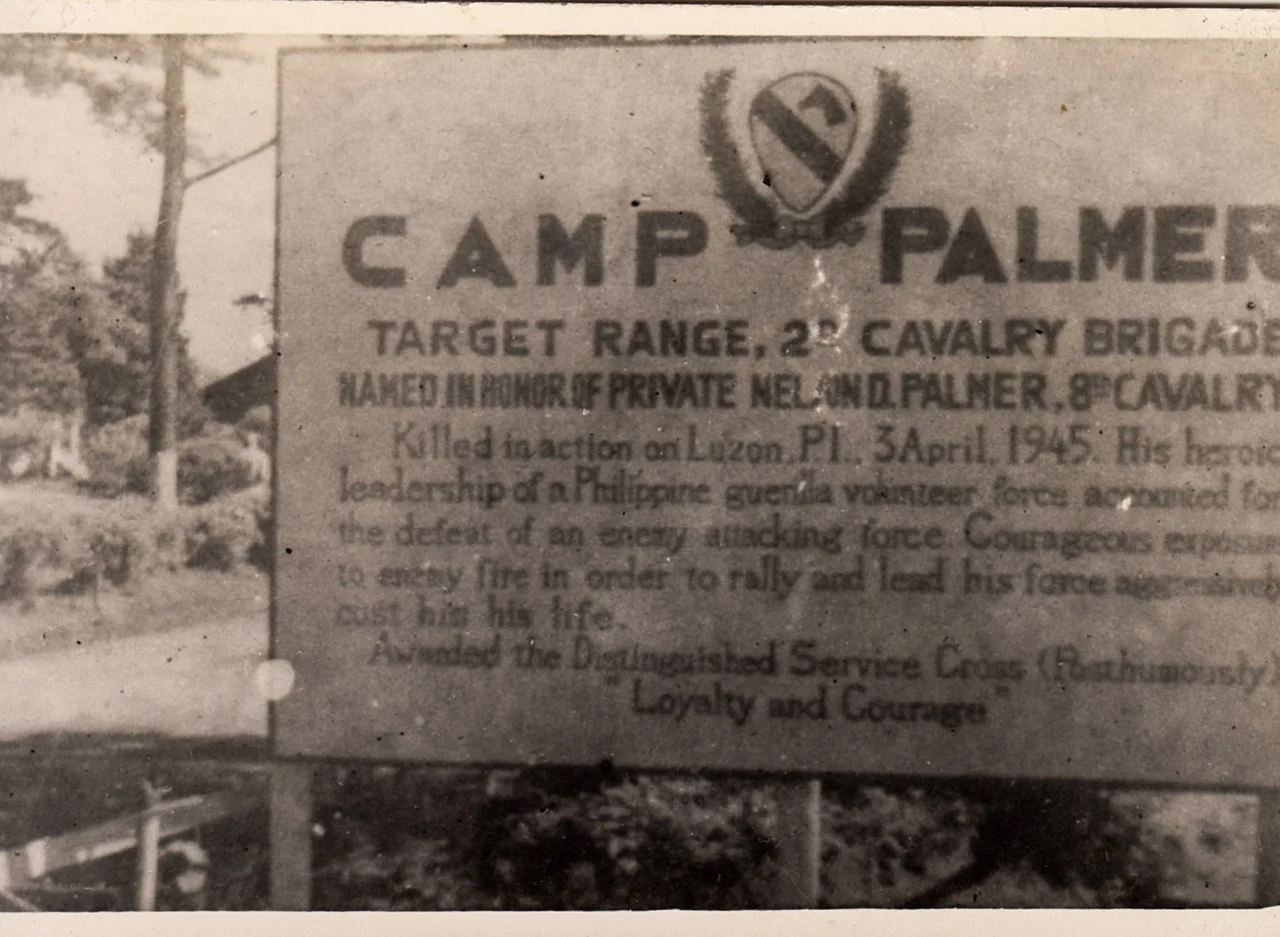 CAMP PALMER
TARGET RANGE, 2D CAVALRY BRIGADE
NAMED IN HONOR OF PRIVATE NELSON D. PALMER, 8TH CAVALRY
Killed in action on Luzon, P.I., 3 April, 1945. His heroic
leadership of a Philippine guerilla volunteer force accounted for
the defeat of an enemy attacking force. Courageous exposure
to enemy fire in order to rally and lead his force aggressively
cost him his life.
Awarded the Distinguished Service Cross (Posthumously)
"Loyalty and Courage"